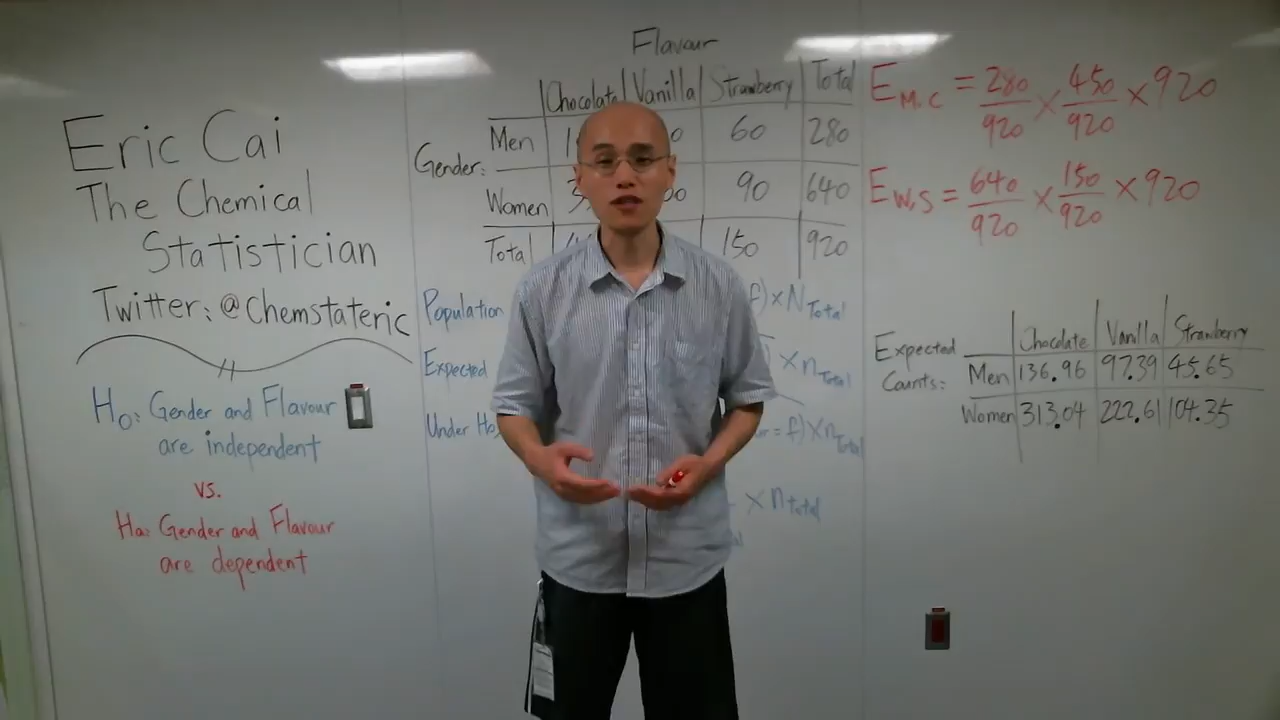 Eric Cai
The Chemical
Statistician
Twitter: @Chemstateric
H₀: Gender and Flavour
are independent
vs.
Ha: Gender and Flavour
are dependent
Flavour
Chocolate Vanilla Strawberry Total
Gender:
Men 60 280
Women 90 640
Total 150 920
Population f) × N Total
Expected × n Total
Under H₀, = f) × n Total
× n Total
E M,C = 280/920 × 450/920 × 920
E W,S = 640/920 × 150/920 × 920
Expected
Counts:
Chocolate Vanilla Strawberry
Men 136.96 97.39 45.65
Women 313.04 222.61 104.35